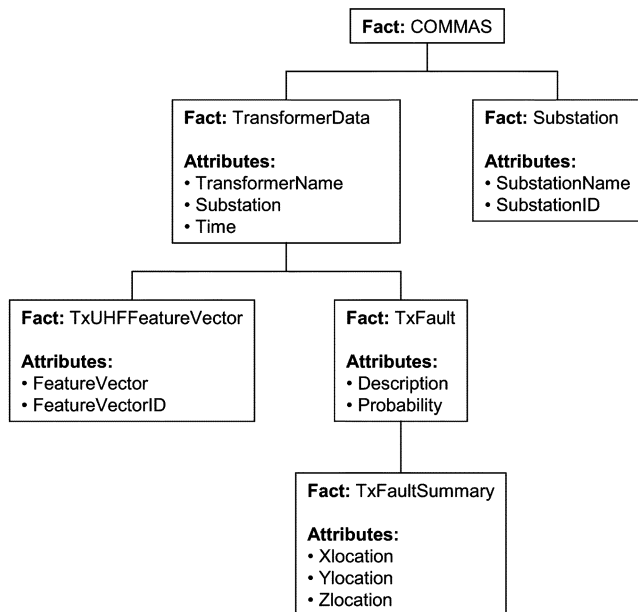 Fact: COMMAS
Fact: TransformerData
Attributes:
• TransformerName
• Substation
• Time
Fact: Substation
Attributes:
• SubstationName
• SubstationID
Fact: TxUHFFeatureVector
Attributes:
• FeatureVector
• FeatureVectorID
Fact: TxFault
Attributes:
• Description
• Probability
Fact: TxFaultSummary
Attributes:
• Xlocation
• Ylocation
• Zlocation